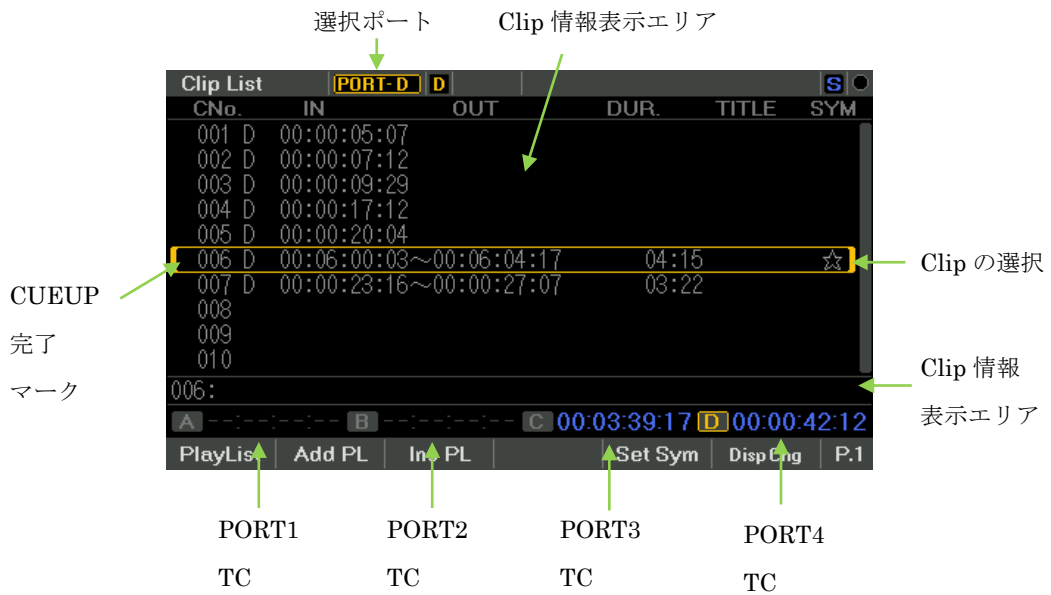 選択ポート Clip 情報表示エリア
Clip List PORT-D D S
CNo. IN OUT DUR. TITLE SYM
001 D 00:00:05:07
002 D 00:00:07:12
003 D 00:00:09:29
004 D 00:00:17:12
005 D 00:00:20:04
006 D 00:06:00:03～00:06:04:17 04:15 ☆
007 D 00:00:23:16～00:00:27:07 03:22
008
009
010
006:
A --:--:--:-- B --:--:--:-- C 00:03:39:17 D 00:00:42:12
PlayList Add PL Ins PL Set Sym Disp Chg P.1
CUEUP
完了
マーク
Clip の選択
Clip 情報
表示エリア
PORT1 PORT2 PORT3 PORT4
TC TC TC TC